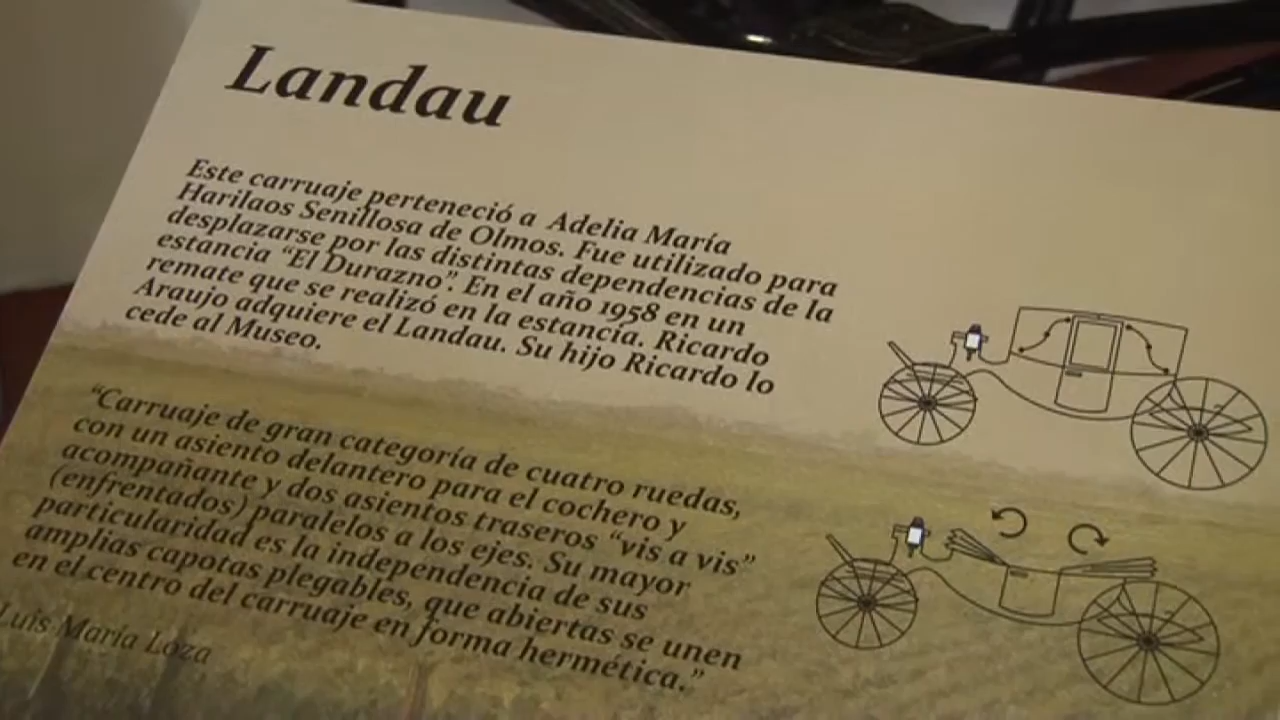 Landau
Este carruaje perteneció a Adelia María
Harilaos Senillosa de Olmos. Fue utilizado para
desplazarse por las distintas dependencias de la
estancia “El Durazno”. En el año 1958 en un
remate que se realizó en la estancia. Ricardo
Araujo adquiere el Landau. Su hijo Ricardo lo
cede al Museo.
“Carruaje de gran categoría de cuatro ruedas,
con un asiento delantero para el cochero y
acompañante y dos asientos traseros “vis a vis”
(enfrentados) paralelos a los ejes. Su mayor
particularidad es la independencia de sus
amplias capotas plegables, que abiertas se unen
en el centro del carruaje en forma hermética.”
Luis María Loza